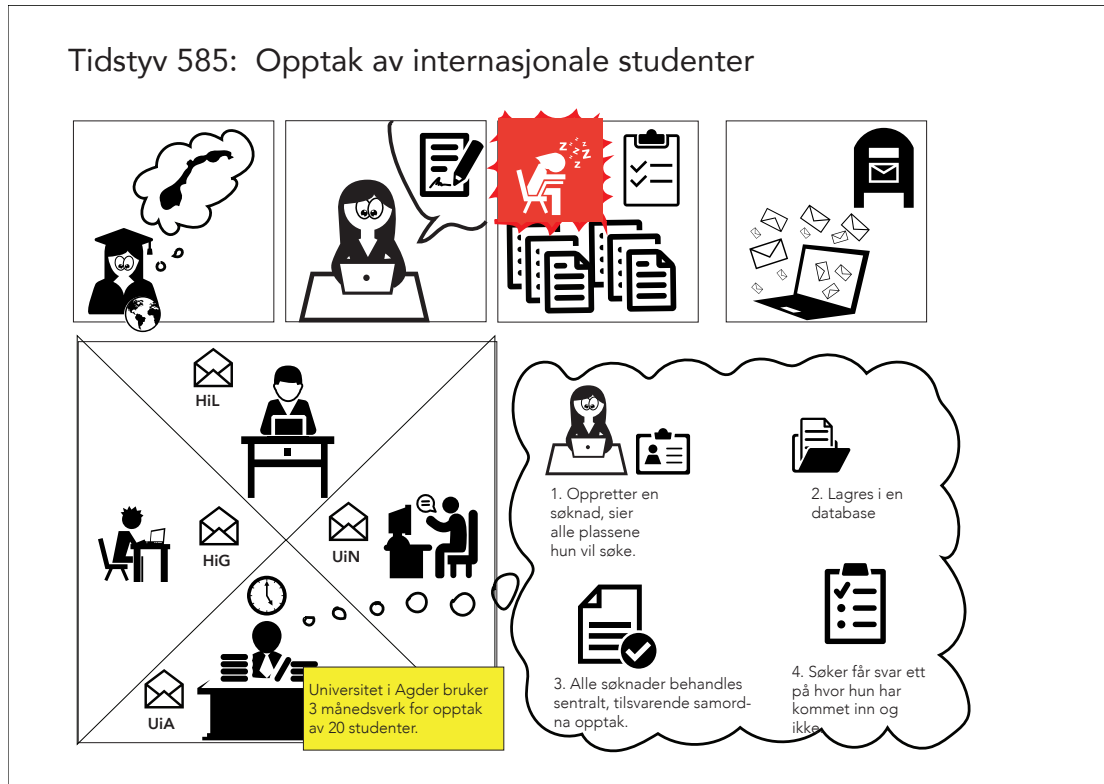 Tidstyv 585: Opptak av internasjonale studenter
z z z z z z z
HiL
HiG
UiN
UiA
Universitet i Agder bruker
3 månedsverk for opptak
av 20 studenter.
1. Oppretter en
søknad, sier
alle plassene
hun vil søke.
2. Lagres i en
database
3. Alle søknader behandles
sentralt, tilsvarende samord-
na opptak.
4. Søker får svar ett
på hvor hun har
kommet inn og
ikke.